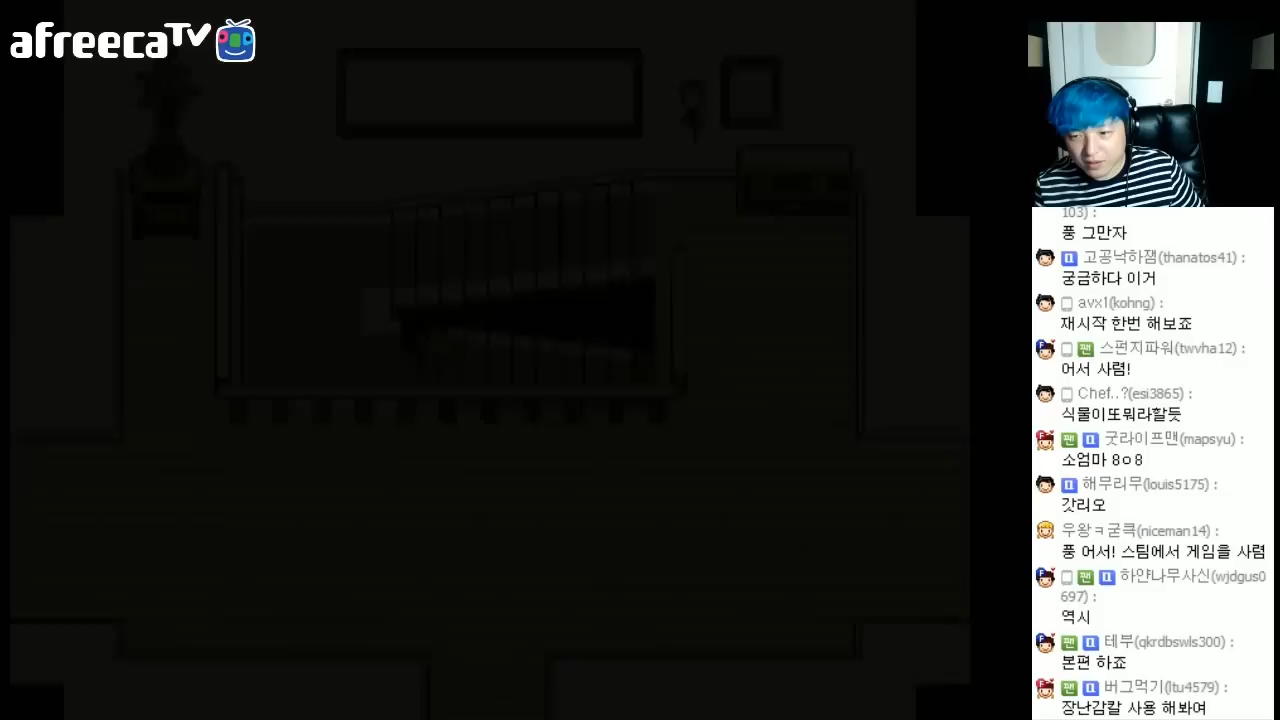 afreecaTV
103) :
풍 그만자
고공낙하잼(thanatos41) :
궁금하다 이거
avx1(kohng) :
재시작 한번 해보죠
팬 스펀지파워(twvha12) :
어서 사렴!
Chef..?(esi3865) :
식물이또뭐라할듯
팬 굿라이프맨(mapsyu) :
소엄마 8ㅇ8
해무리무(louis5175) :
갓리오
우왕ㅋ굳킄(niceman14) :
풍 어서! 스팀에서 게임을 사렴
팬 하얀나무사신(wjdgus0
697) :
역시
팬 테부(qkrdbswls300) :
본편 하죠
팬 버그먹기(ltu4579) :
장난감칼 사용 해봐여